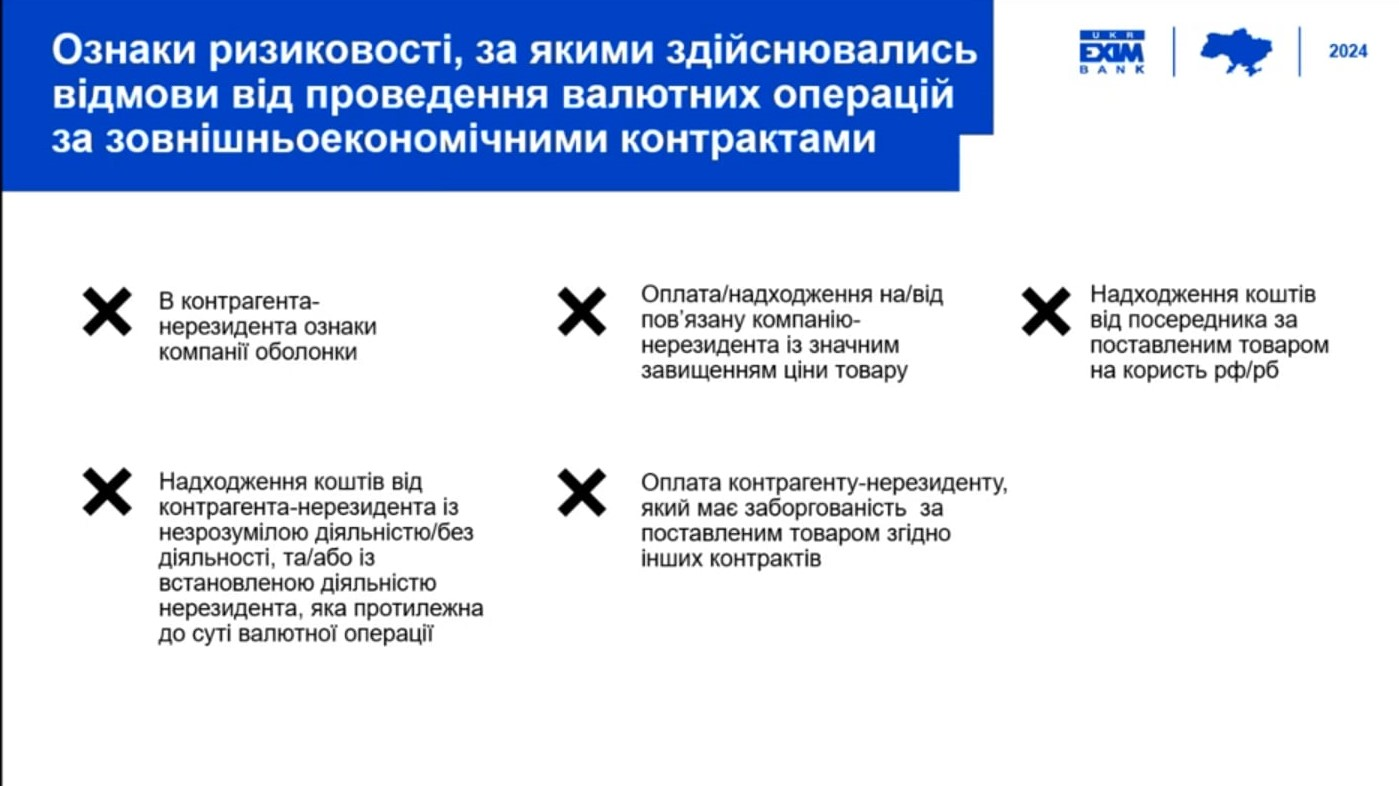 Ознаки ризиковості, за якими здійснювались
відмови від проведення валютних операцій
за зовнішньоекономічними контрактами
UKR
EXIM
BANK
2024
В контрагента-
нерезидента ознаки
компанії оболонки
Оплата/надходження на/від
пов’язану компанію-
нерезидента із значним
завищенням ціни товару
Надходження коштів
від посередника за
поставленим товаром
на користь рф/рб
Надходження коштів від
контрагента-нерезидента із
незрозумілою діяльністю/без
діяльності, та/або із
встановленою діяльністю
нерезидента, яка протилежна
до суті валютної операції
Оплата контрагенту-нерезиденту,
який має заборгованість  за
поставленим товаром згідно
інших контрактів